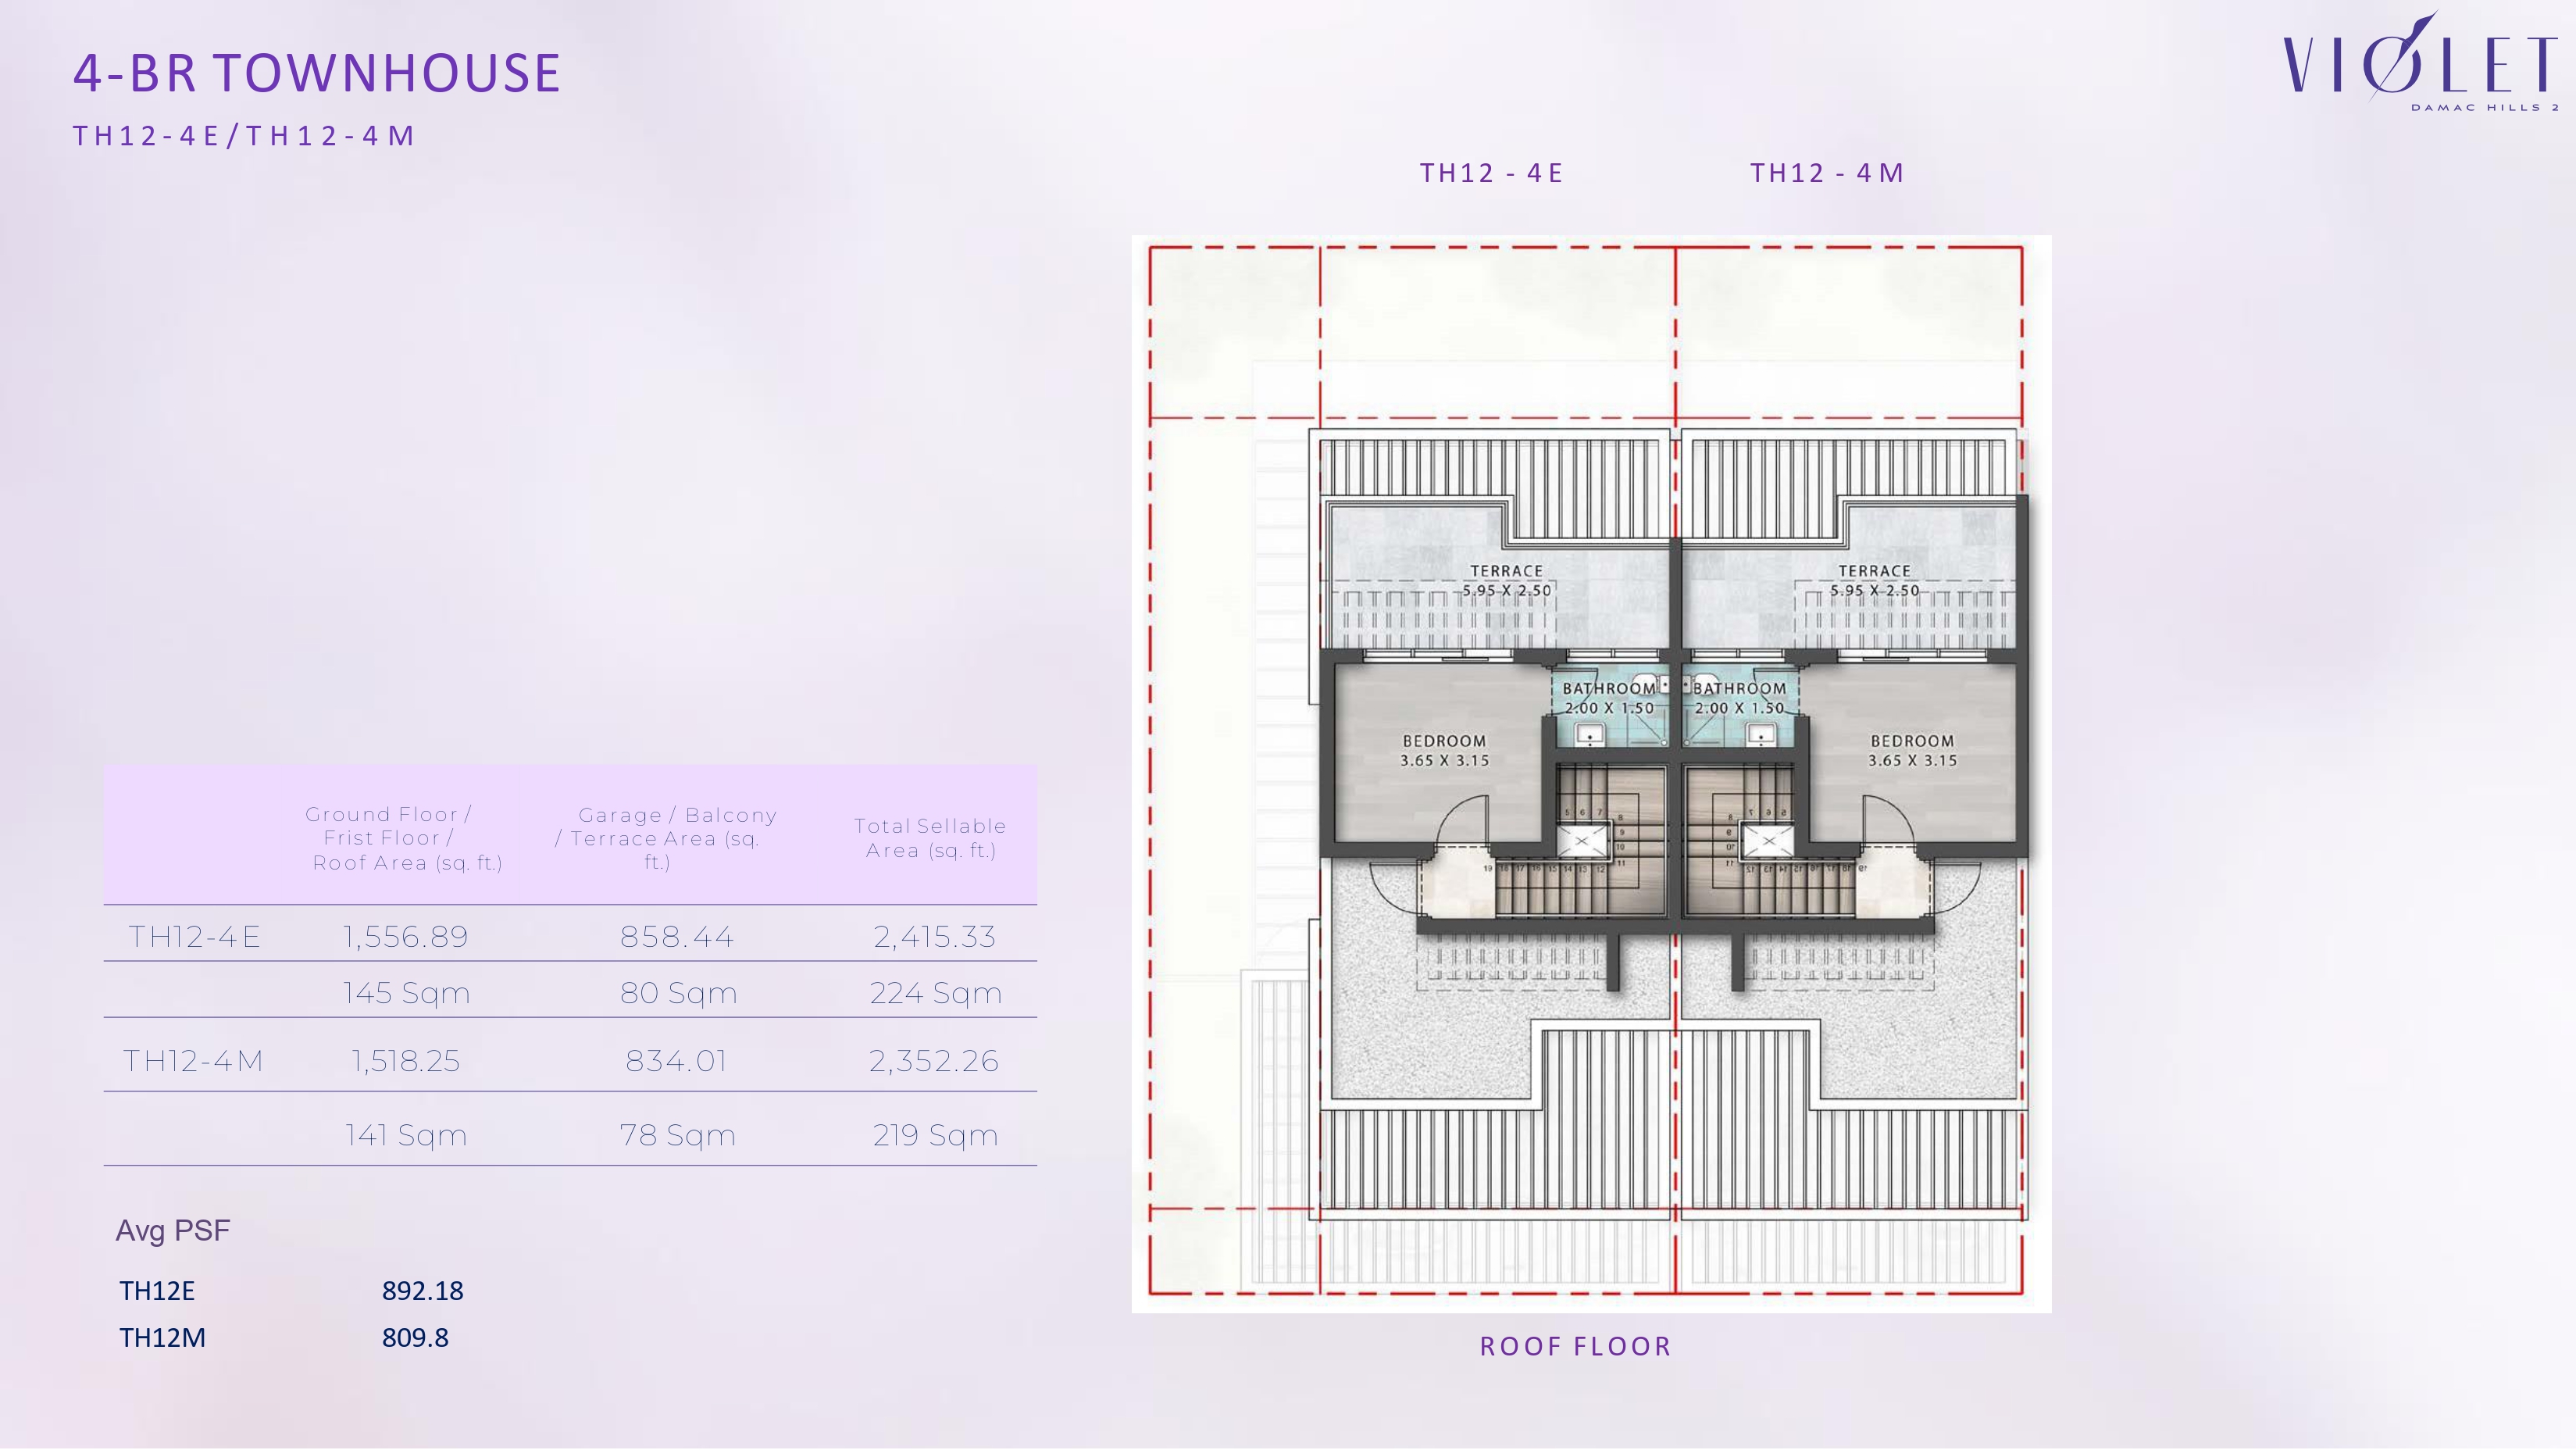 4-BR TOWNHOUSE
TH12-4E/TH12-4M
VIOLET
DAMAC HILLS 2
TH12 - 4E
TH12 - 4M
TERRACE
5.95 X 2.50
TERRACE
5.95 X 2.50
BATHROOM
2.00 X 1.50
BATHROOM
2.00 X 1.50
BEDROOM
3.65 X 3.15
BEDROOM
3.65 X 3.15
ROOF FLOOR
Ground Floor /
Frist Floor /
Roof Area (sq. ft.)
Garage / Balcony
/ Terrace Area (sq.
ft.)
Total Sellable
Area (sq. ft.)
TH12-4E 1,556.89 858.44 2,415.33
145 Sqm 80 Sqm 224 Sqm
TH12-4M 1,518.25 834.01 2,352.26
141 Sqm 78 Sqm 219 Sqm
Avg PSF
TH12E 892.18
TH12M 809.8